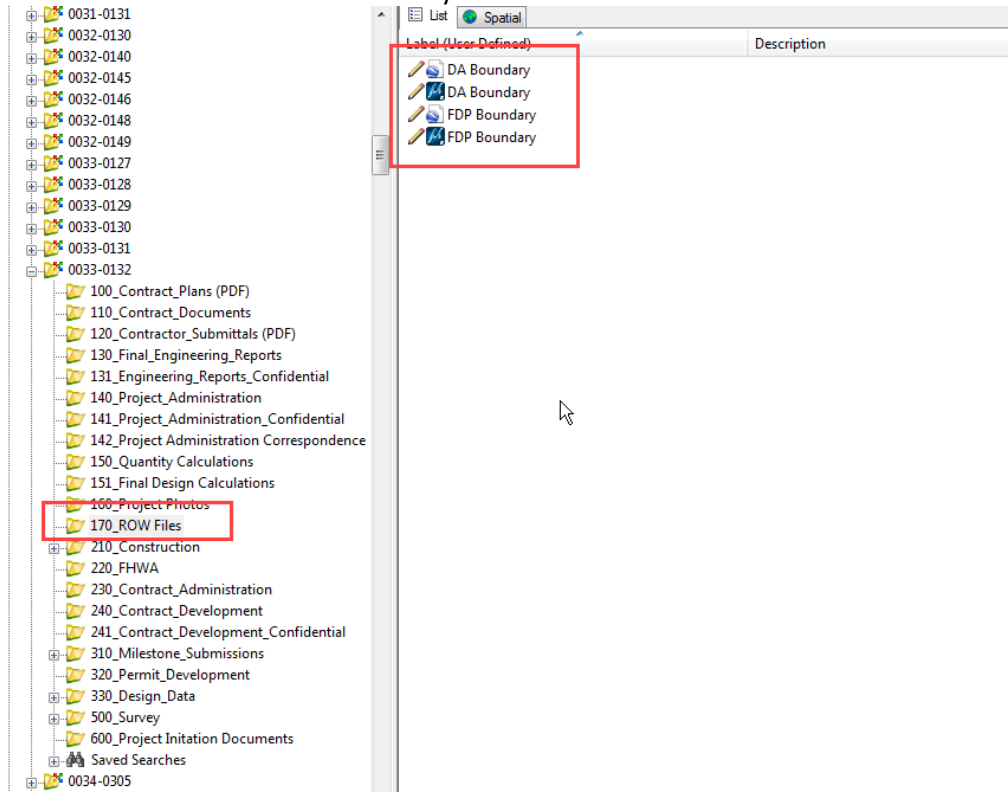 0031-0131
0032-0130
0032-0140
0032-0145
0032-0146
0032-0148
0032-0149
0033-0127
0033-0128
0033-0129
0033-0130
0033-0131
0033-0132
100_Contract_Plans (PDF)
110_Contract_Documents
120_Contractor_Submittals (PDF)
130_Final_Engineering_Reports
131_Engineering_Reports_Confidential
140_Project_Administration
141_Project_Administration_Confidential
142_Project Administration Correspondence
150_Quantity Calculations
151_Final Design Calculations
160_Project Photos
170_ROW Files
210_Construction
220_FHWA
230_Contract_Administration
240_Contract_Development
241_Contract_Development_Confidential
310_Milestone_Submissions
320_Permit_Development
330_Design_Data
500_Survey
600_Project Initation Documents
Saved Searches
0034-0305
List Spatial
Label (User Defined) Description
DA Boundary
DA Boundary
FDP Boundary
FDP Boundary